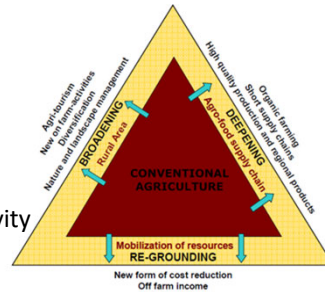 Agri-tourism
New on farm-activities
Diversification
Nature and landscape management
BROADENING
Rural Area
Organic farming
Short supply chains
High quality production and regional products
DEEPENING
Agro-food supply chain
CONVENTIONAL
AGRICULTURE
vity
Mobilization of resources
RE-GROUNDING
New form of cost reduction
Off farm income